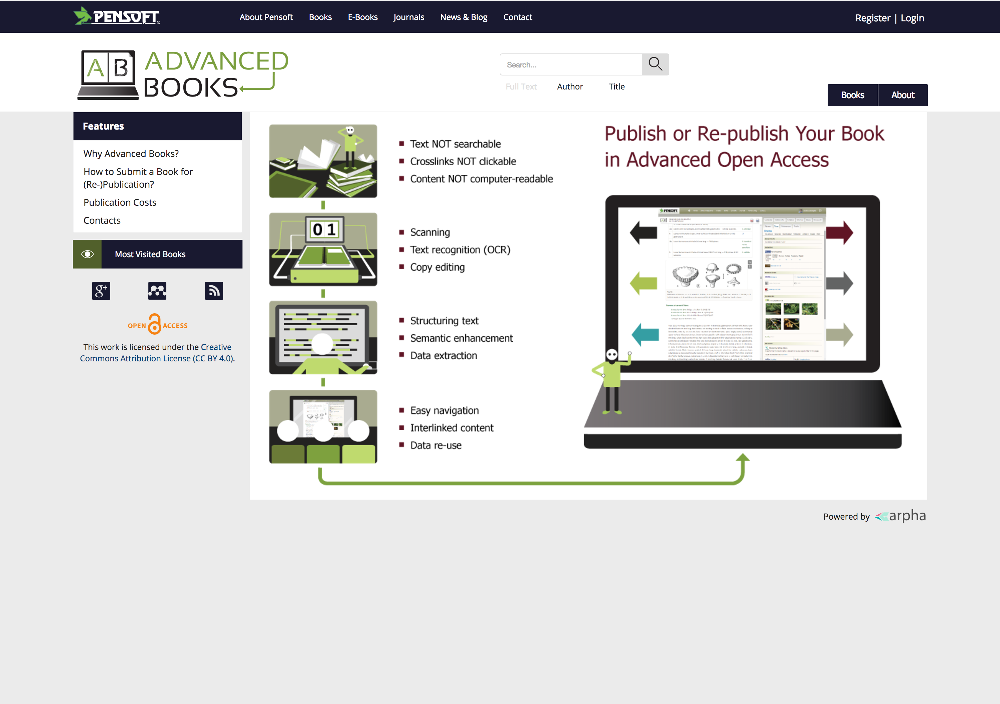 PENSOFT®
About Pensoft Books E-Books Journals News & Blog Contact
Register | Login
A B
ADVANCED
BOOKS
Search...
Full Text Author Title
Books About
Features
Why Advanced Books?
How to Submit a Book for
(Re-)Publication?
Publication Costs
Contacts
Most Visited Books
g+
OPEN ACCESS
This work is licensed under the Creative
Commons Attribution License (CC BY 4.0).
Text NOT searchable
Crosslinks NOT clickable
Content NOT computer-readable
01
Scanning
Text recognition (OCR)
Copy editing
Structuring text
Semantic enhancement
Data extraction
Easy navigation
Interlinked content
Data re-use
Publish or Re-publish Your Book
in Advanced Open Access
PENSOFT
Powered by arpha